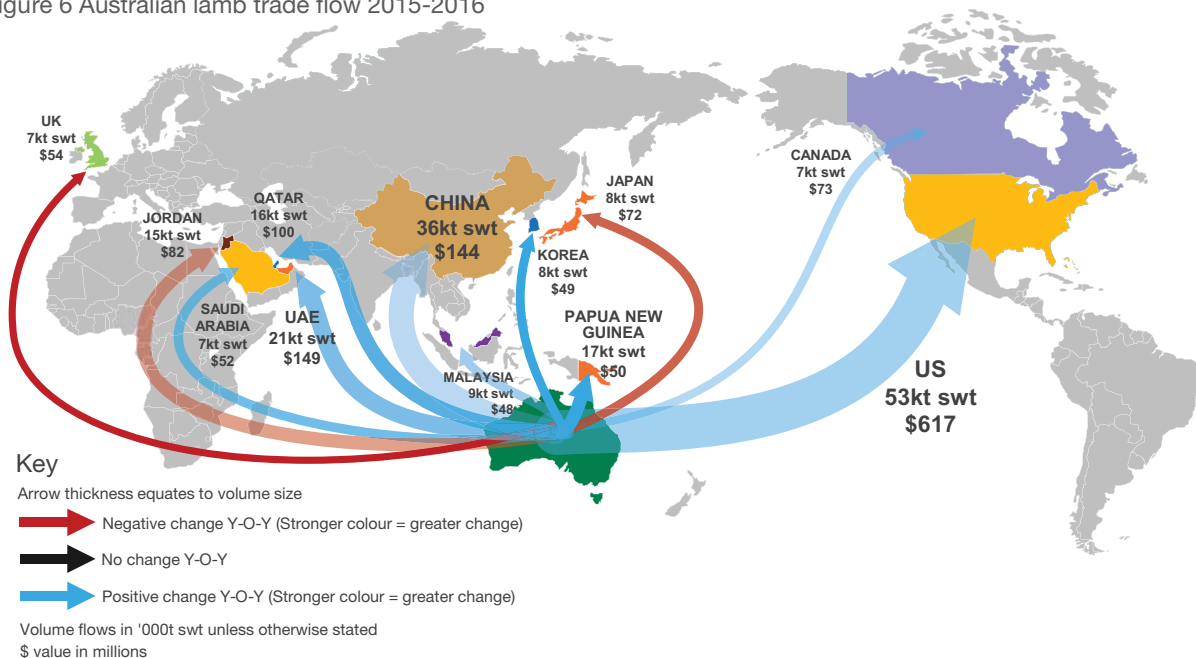 igure 6 Australian lamb trade flow 2015-2016
UK
7kt swt
$54
JORDAN
15kt swt
$82
QATAR
16kt swt
$100
SAUDI
ARABIA
7kt swt
$52
UAE
21kt swt
$149
CHINA
36kt swt
$144
MALAYSIA
9kt swt
$48
KOREA
8kt swt
$49
JAPAN
8kt swt
$72
PAPUA NEW
GUINEA
17kt swt
$50
CANADA
7kt swt
$73
US
53kt swt
$617
Key
Arrow thickness equates to volume size
Negative change Y-O-Y (Stronger colour = greater change)
No change Y-O-Y
Positive change Y-O-Y (Stronger colour = greater change)
Volume flows in '000t swt unless otherwise stated
$ value in millions